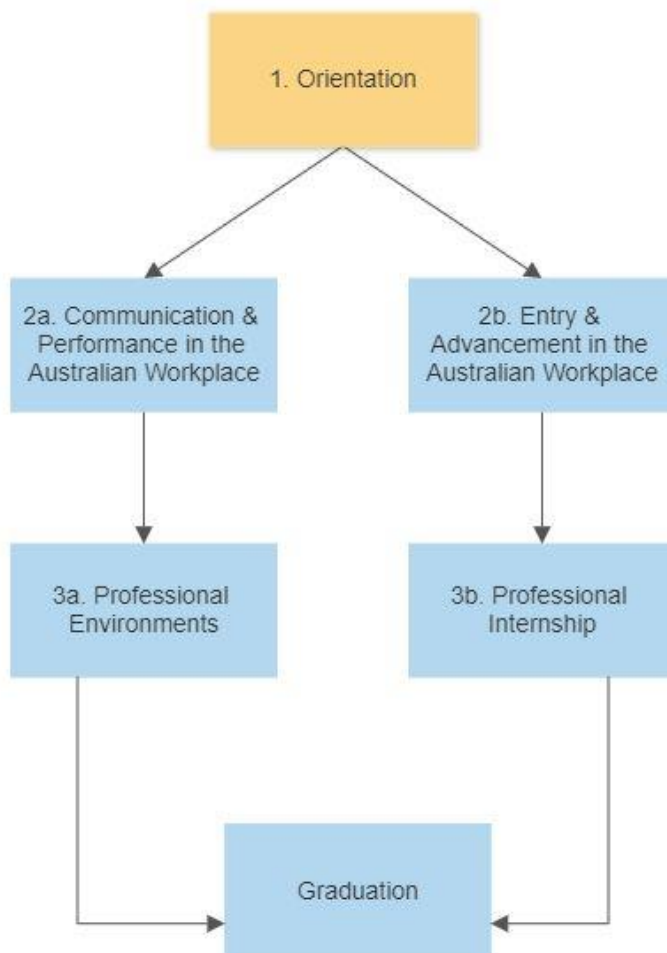 1. Orientation
2a. Communication &
Performance in the
Australian Workplace
2b. Entry &
Advancement in the
Australian Workplace
3a. Professional
Environments
3b. Professional
Internship
Graduation